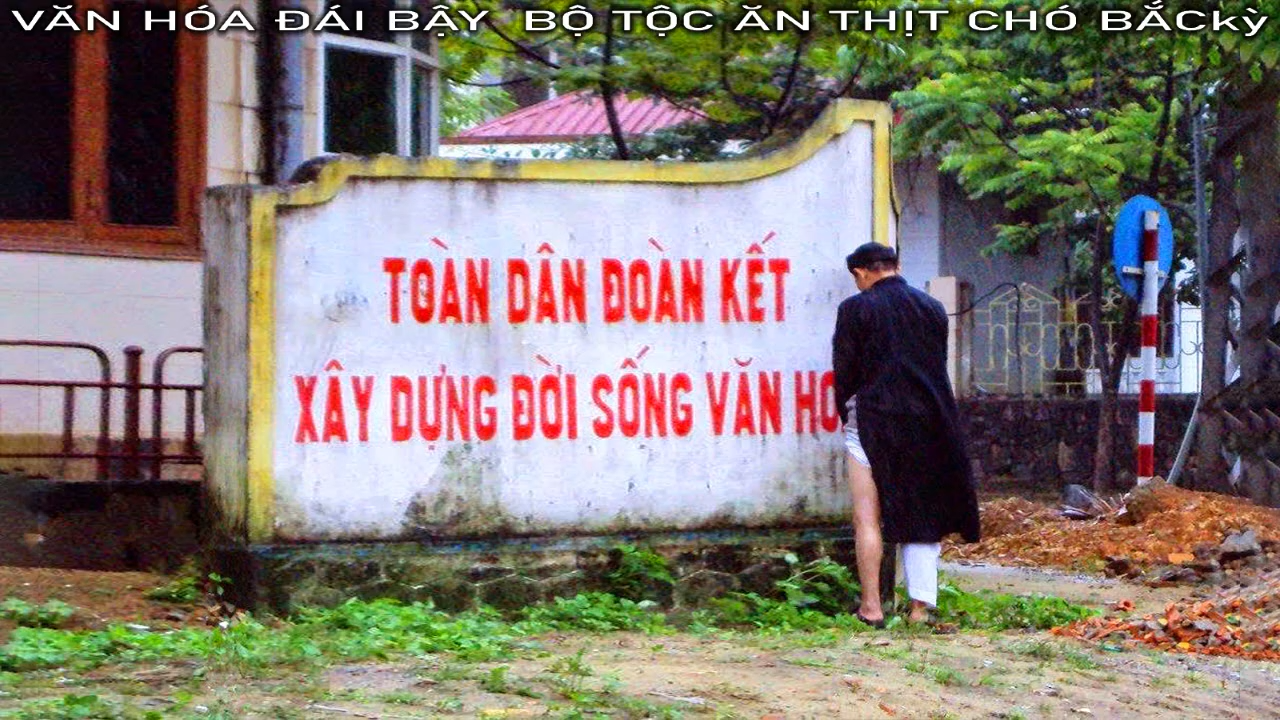 VĂN HÓA ĐÁI BẬY BỘ TỘC ĂN THỊT CHÓ BẮCkỳ
TOÀN DÂN ĐOÀN KẾT
XÂY DỰNG ĐỜI SỐNG VĂN HO